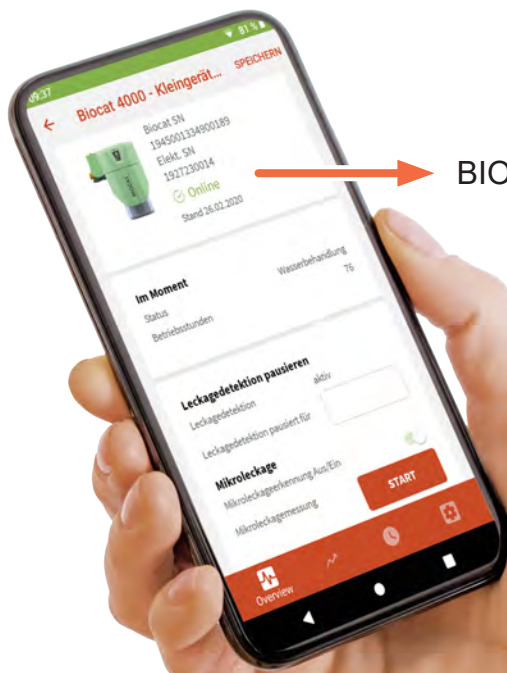 09:37
81 %
← Biocat 4000 - Kleingerät... SPEICHERN
Biocat SN
1945001334900189
Elekt. SN
1927230014
Online
Stand 26.02.2020
BIO
Im Moment
Status Wasserbehandlung
Betriebsstunden 76
Leckagedetektion pausieren
Leckagedetektion aktiv
Leckagedetektion pausiert für
Mikroleckage
Mikroleckageerkennung Aus/Ein
Mikroleckagemessung START
Overview